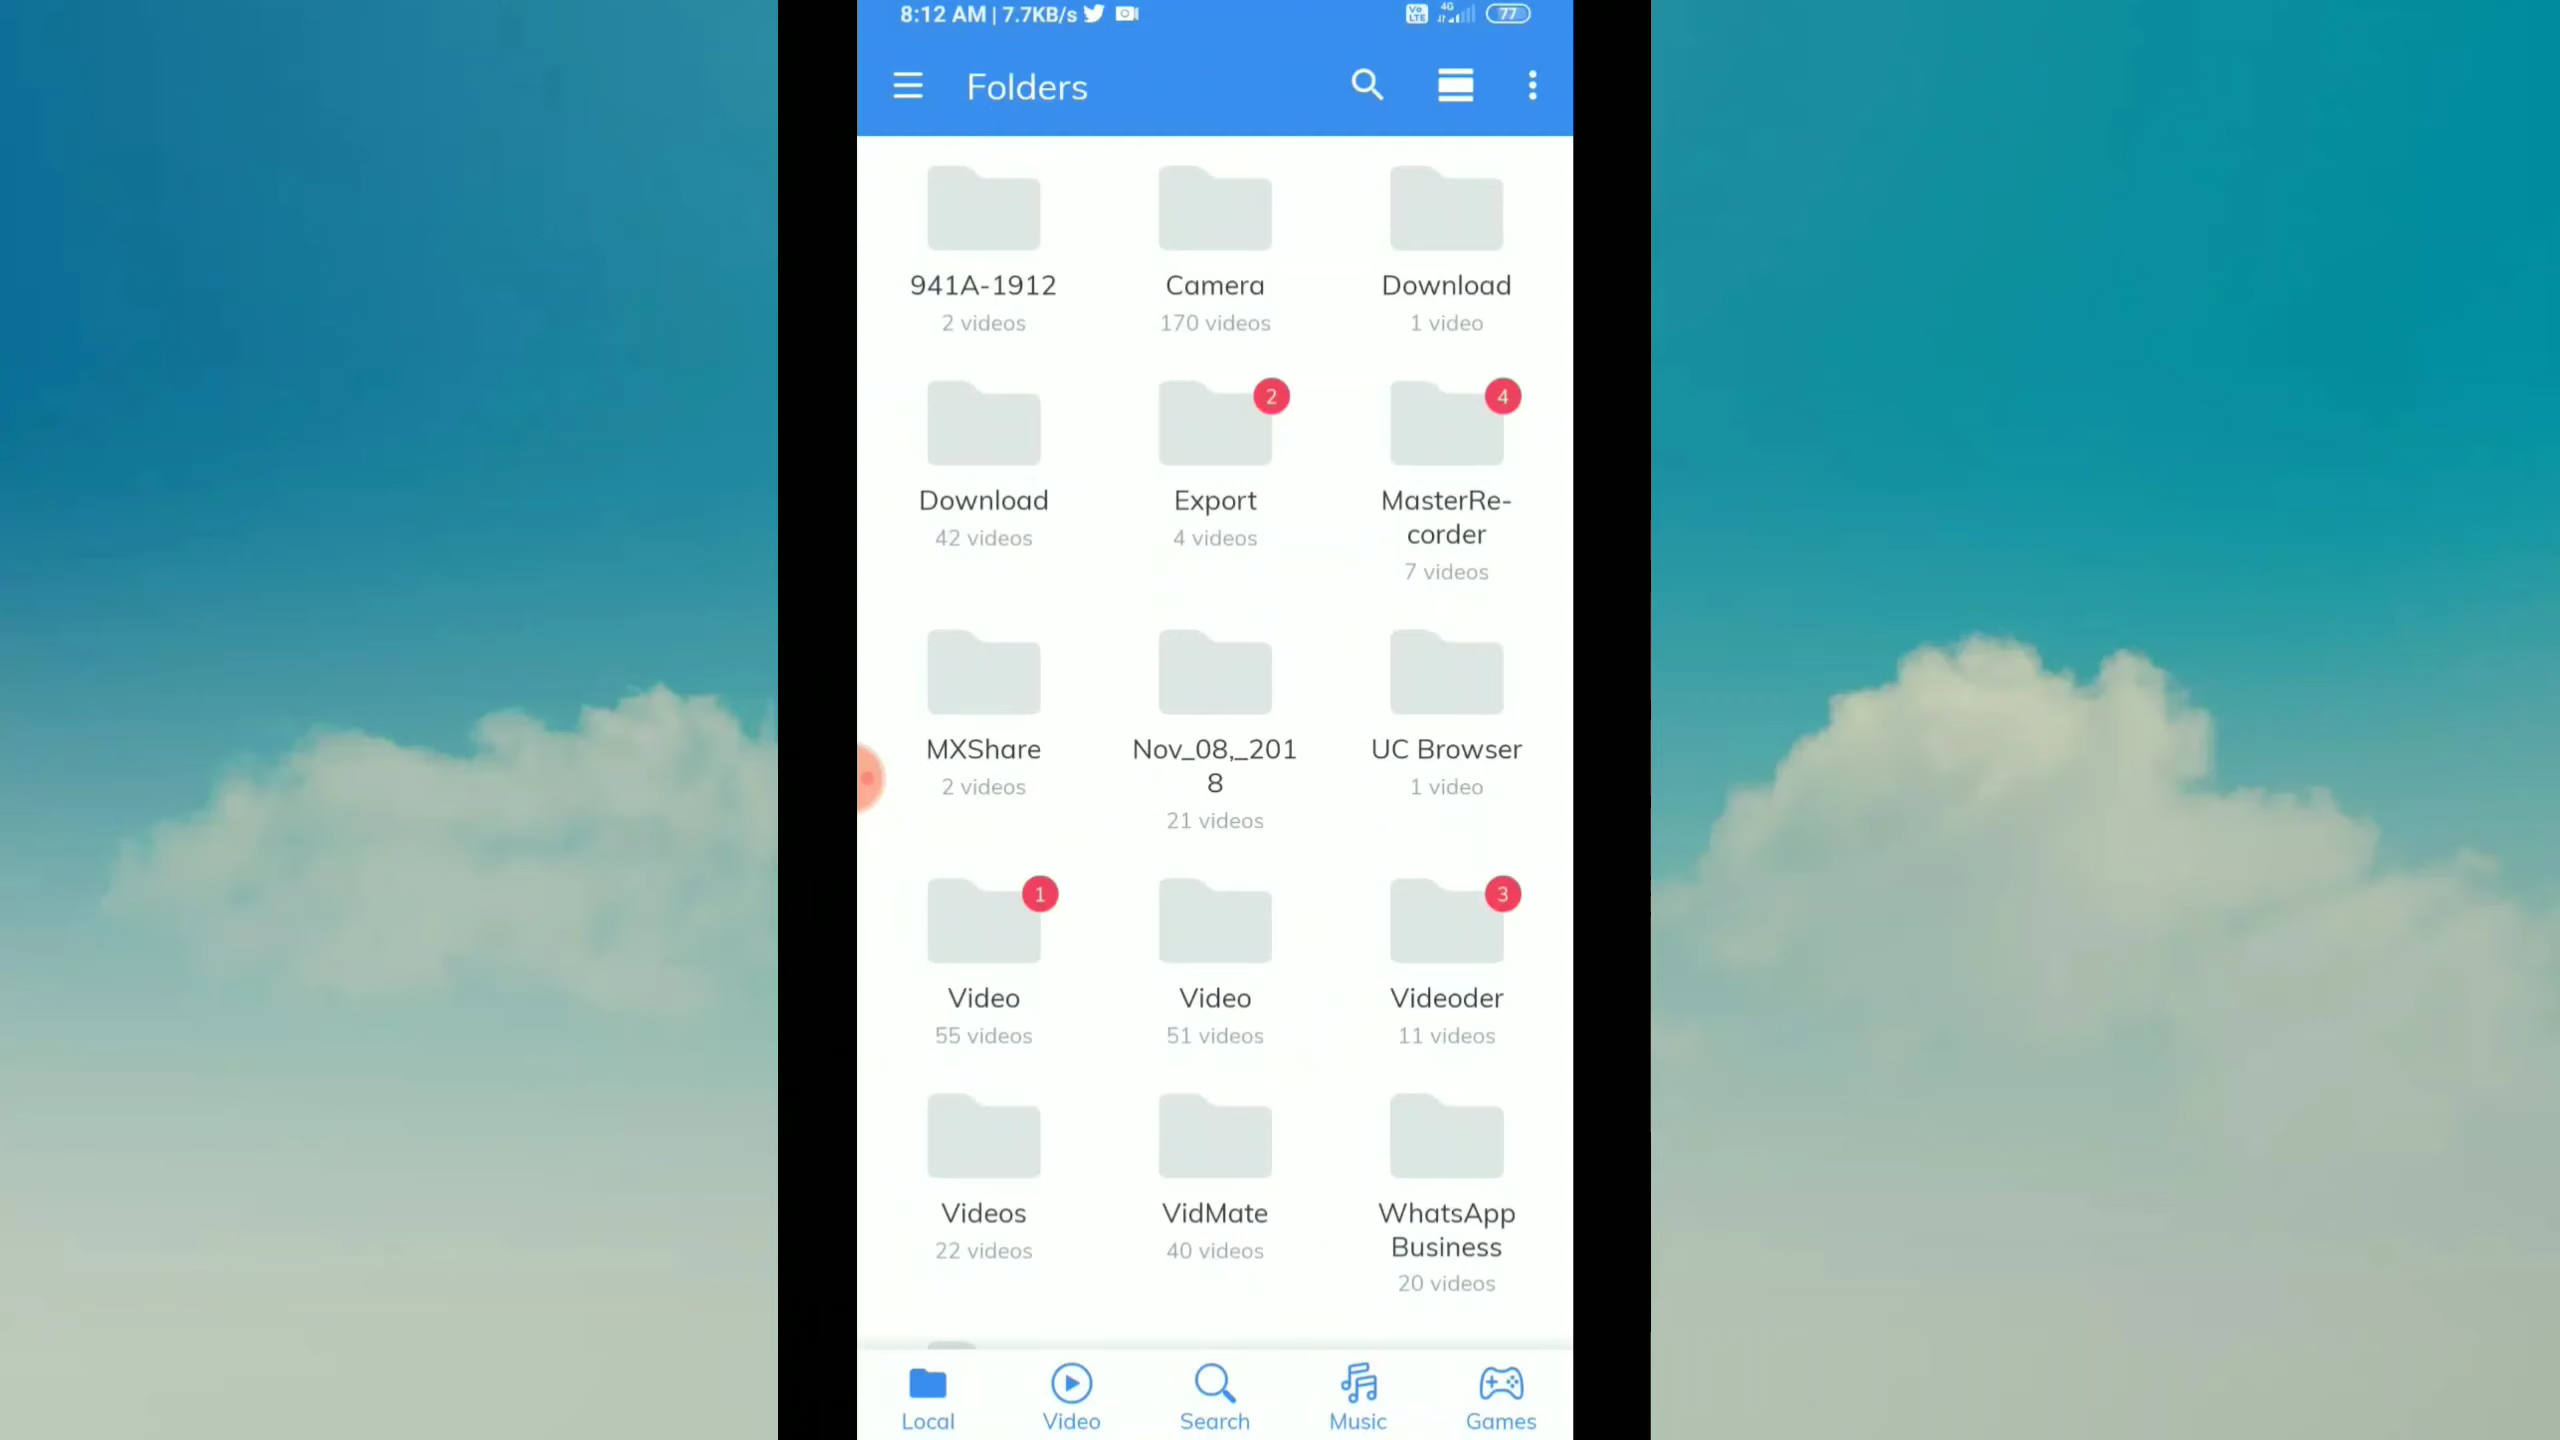 8:12 AM | 7.7KB/s
Vo LTE 4G 77
Folders
941A-1912 Camera Download
2 videos 170 videos 1 video
2 4
Download Export MasterRe-
corder
42 videos 4 videos
7 videos
MXShare Nov_08,_201 UC Browser
8
2 videos 1 video
21 videos
1 3
Video Video Videoder
55 videos 51 videos 11 videos
Videos VidMate WhatsApp
Business
22 videos 40 videos
20 videos
Local Video Search Music Games